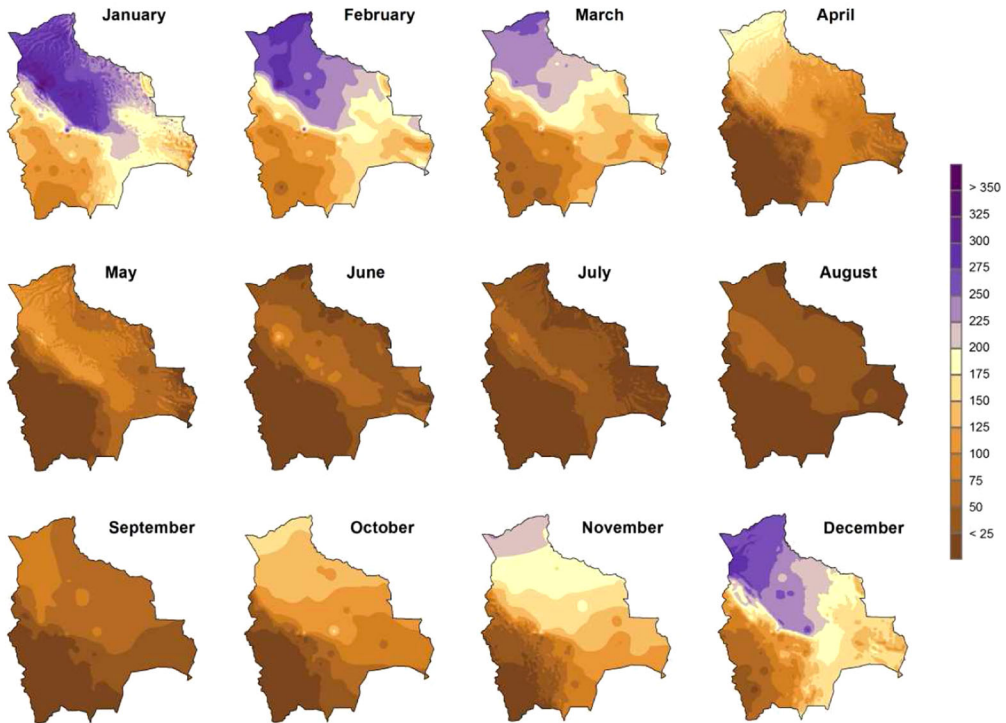 January
February
March
April
May
June
July
August
September
October
November
December
> 350
325
300
275
250
225
200
175
150
125
100
75
50
< 25